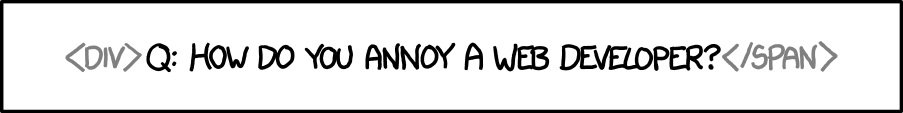 <DIV>Q: HOW DO YOU ANNOY A WEB DEVELOPER?</SPAN>